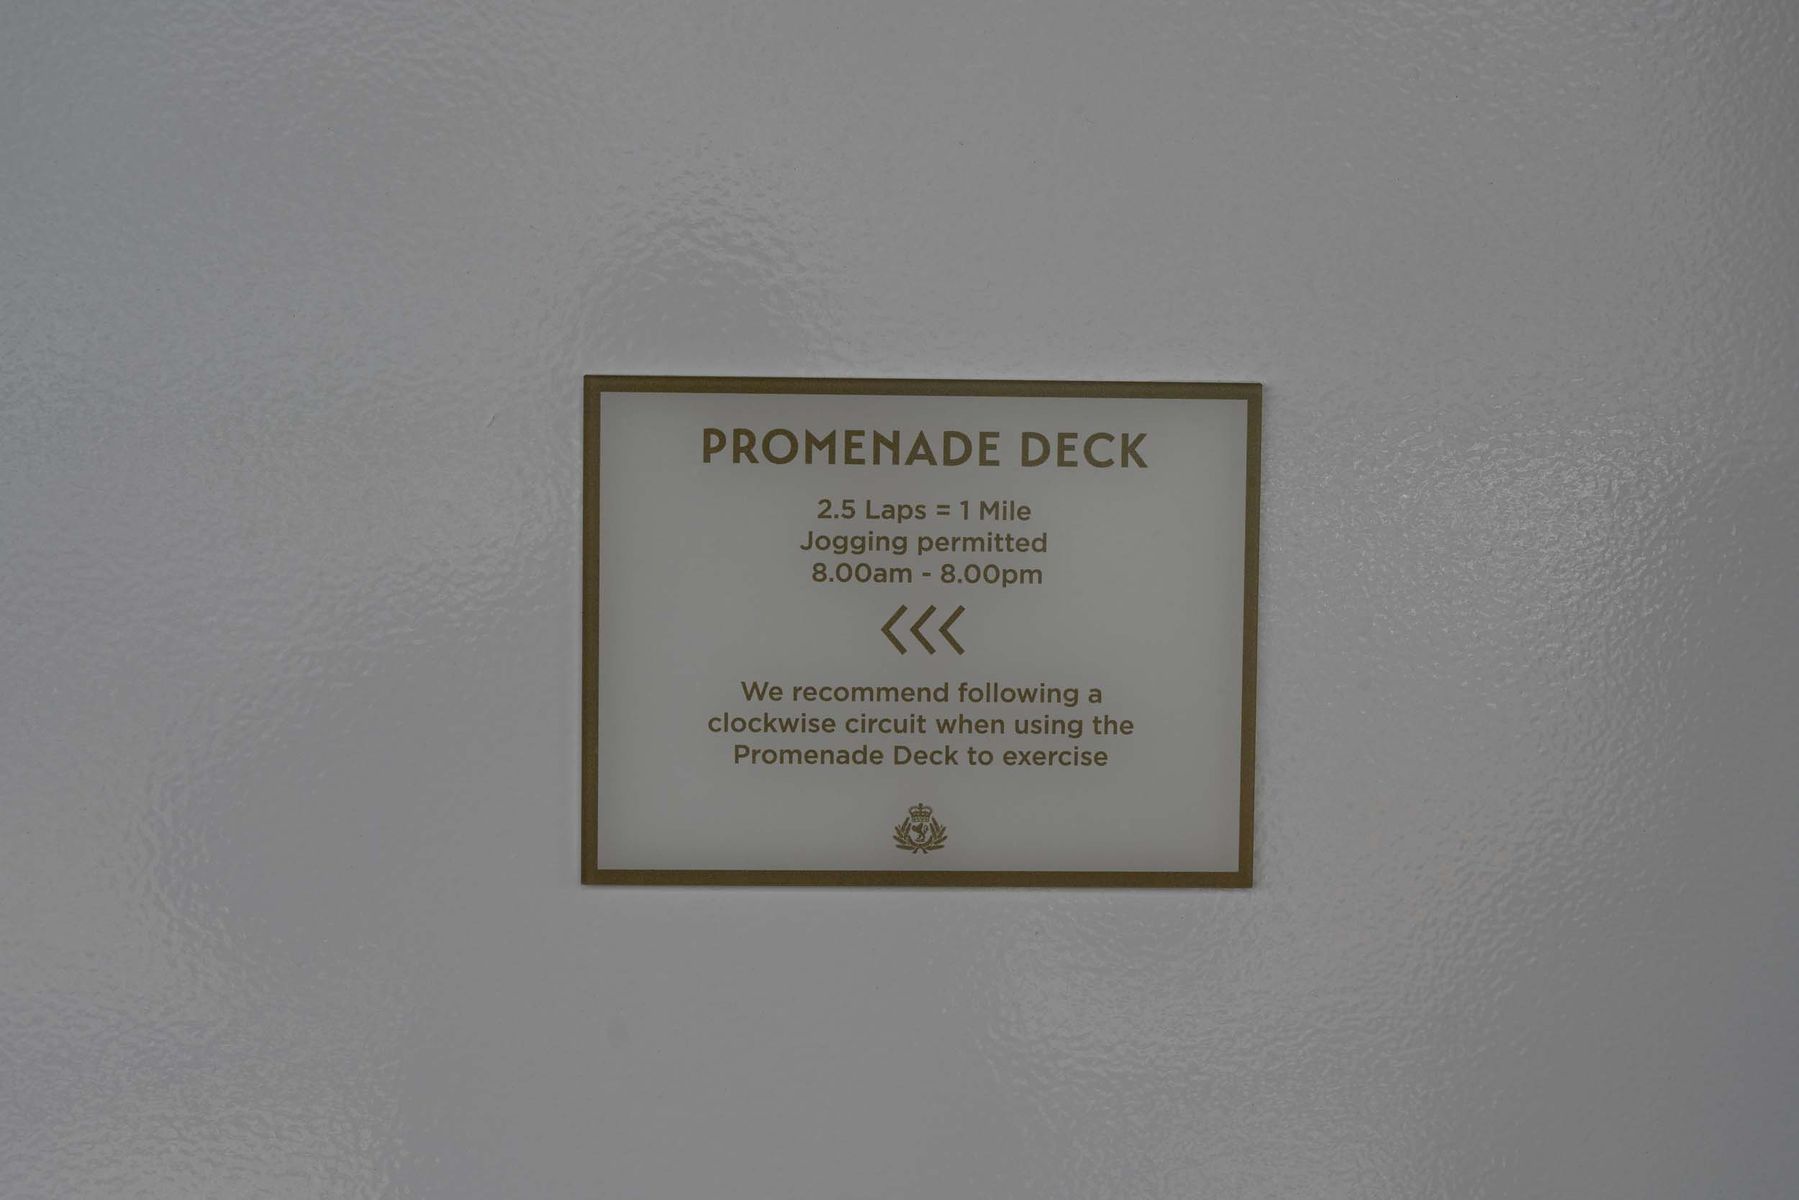 PROMENADE DECK
2.5 Laps = 1 Mile
Jogging permitted
8.00am - 8.00pm
We recommend following a
clockwise circuit when using the
Promenade Deck to exercise